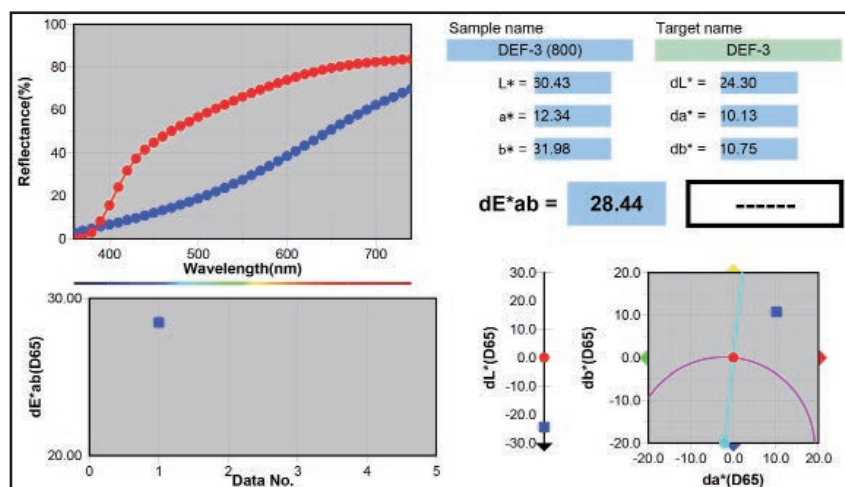 Sample name
Target name
DEF-3 (800)
DEF-3
L* = 60.43
dL* = 24.30
a* = 12.34
da* = 10.13
b* = 31.98
db* = 10.75
dE*ab = 28.44
------
Reflectance(%)
100
80
60
40
20
0
400 500 600 700
Wavelength(nm)
dE*ab(D65)
30.00
20.00
0 1 2 3 4 5
Data No.
dL*(D65)
30.0
20.0
10.0
0.0
-10.0
-20.0
-30.0
db*(D65)
20.0
10.0
0.0
-10.0
-20.0
-20.0 -10.0 0.0 10.0 20.0
da*(D65)